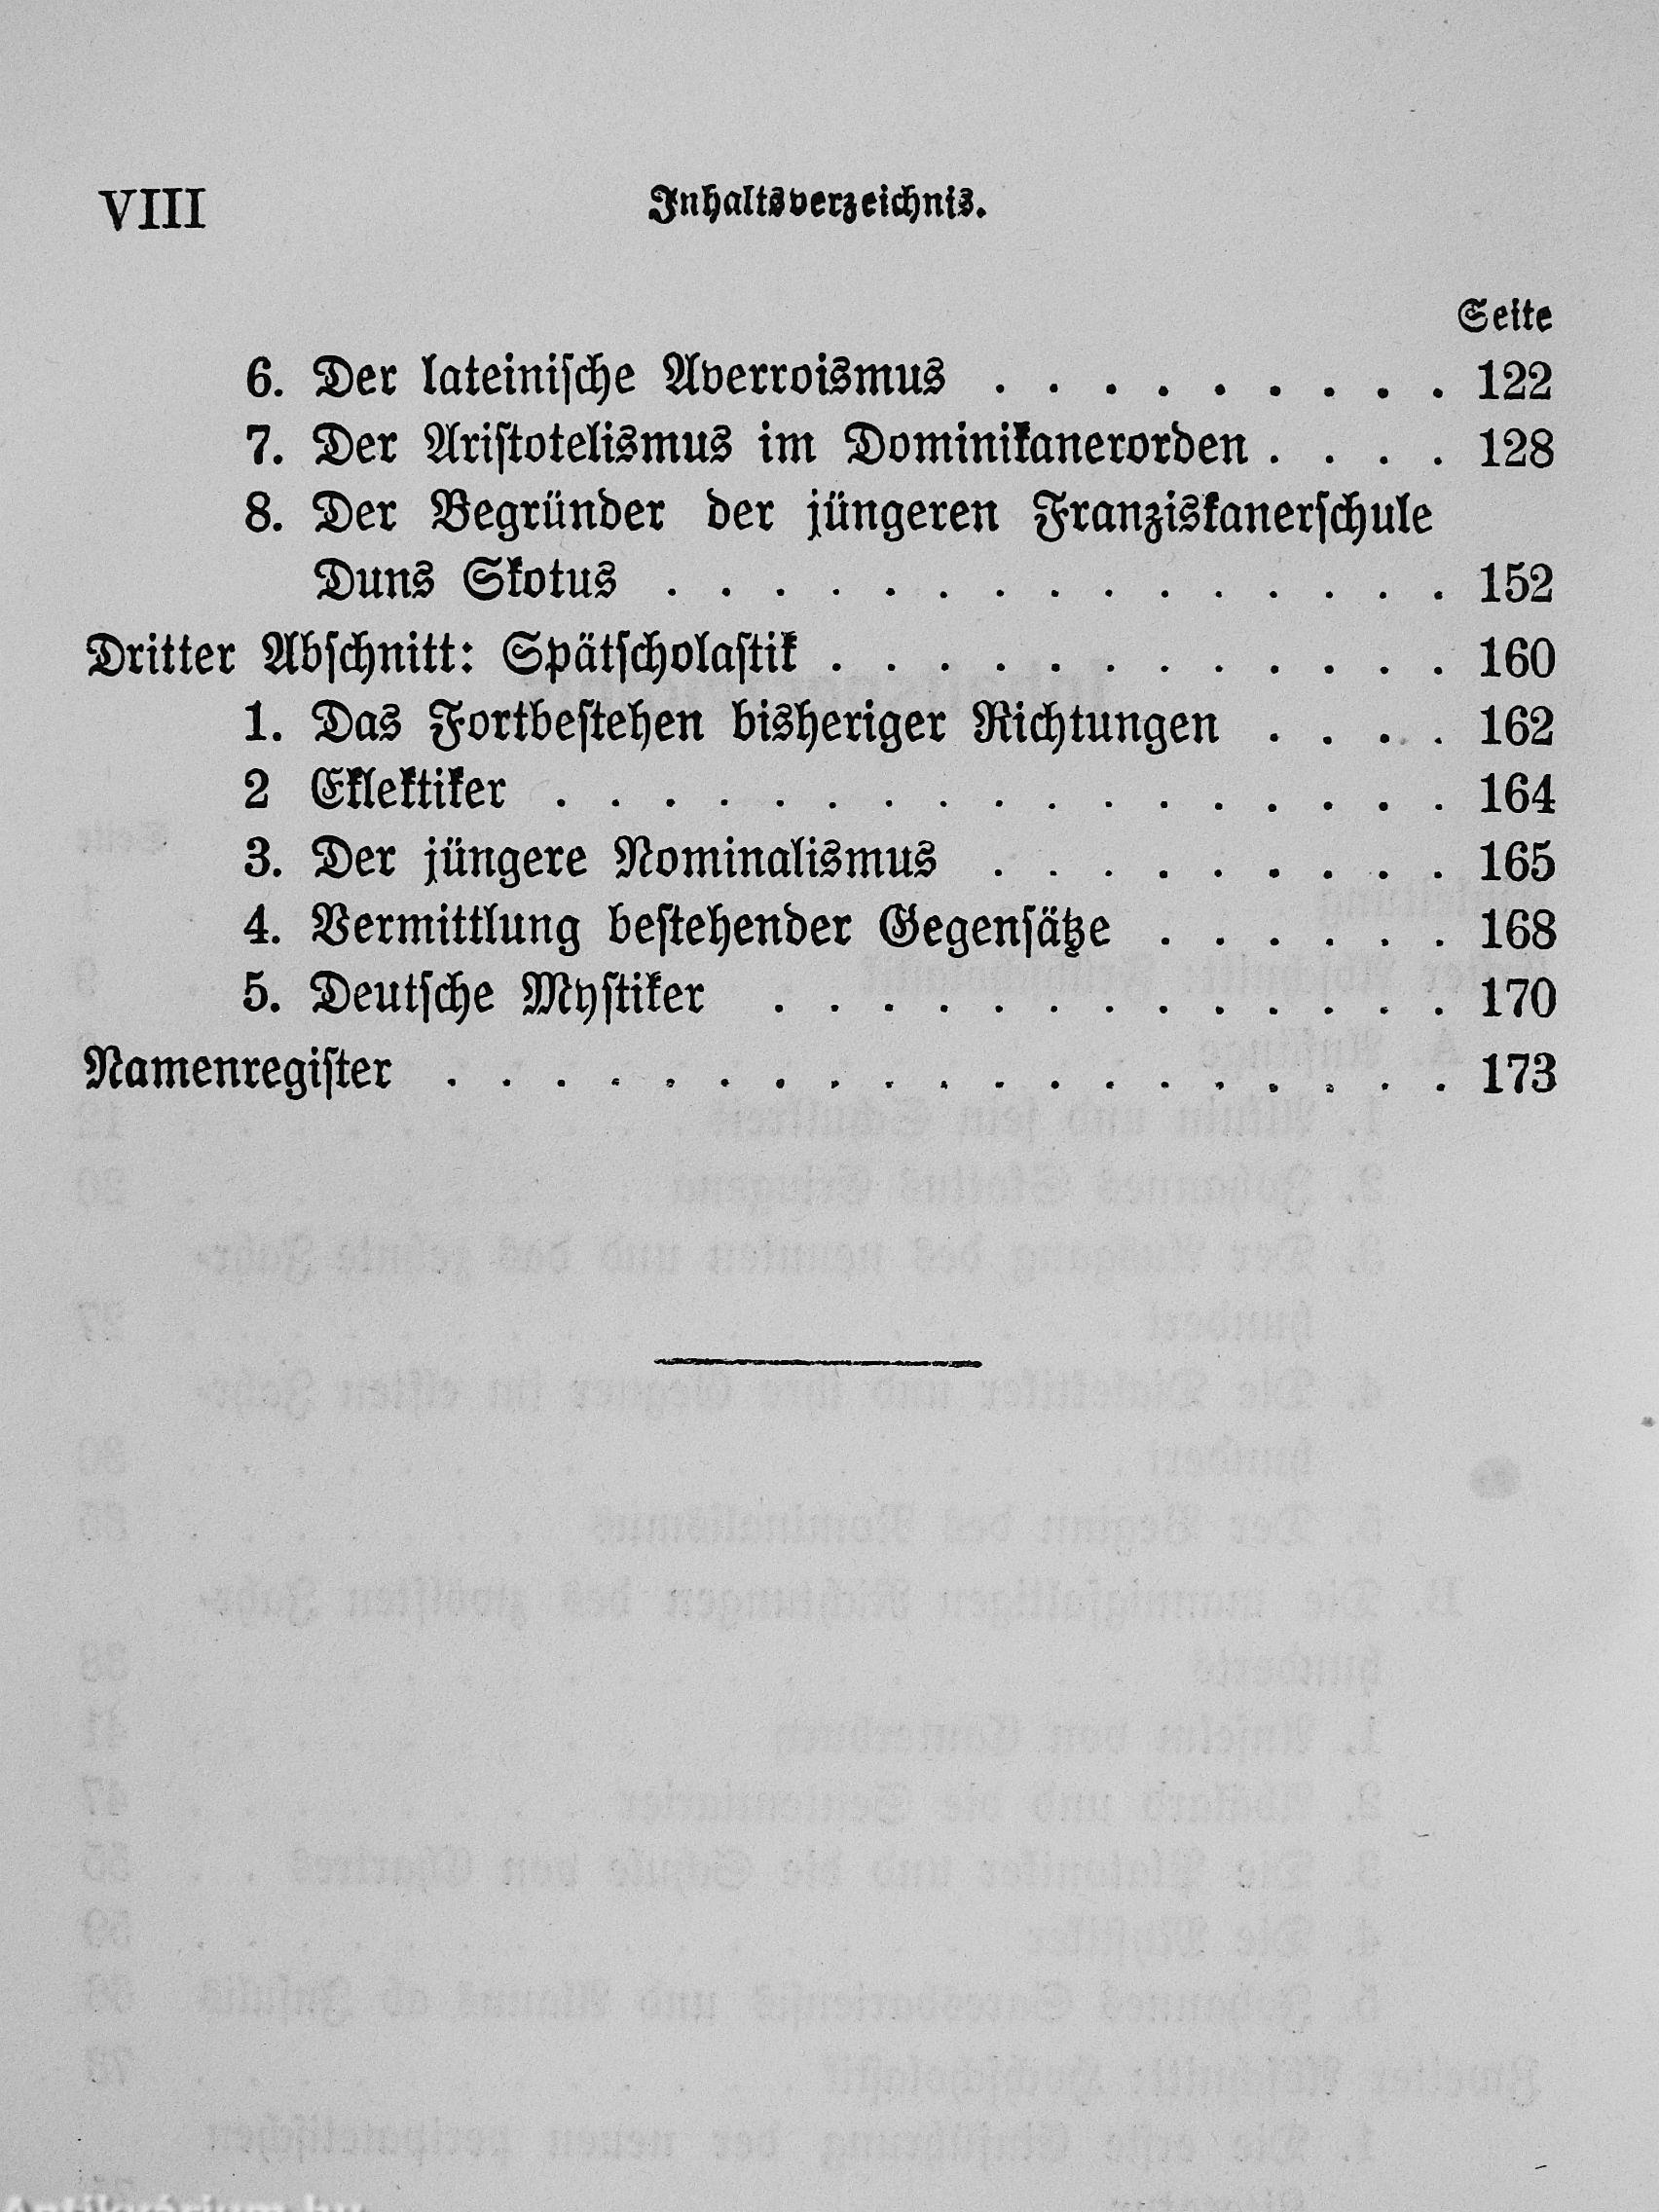 VIII Inhaltsverzeichnis.
Seite
6. Der lateiniſche Averroismus . . . . . . . . . 122
7. Der Ariſtotelismus im Dominikanerorden . . . . 128
8. Der Begründer der jüngeren Franziskanerſchule
Duns Skotus . . . . . . . . . . . . . . . 152
Dritter Abſchnitt: Spätſcholaſtik . . . . . . . . . . . . 160
1. Das Fortbeſtehen bisheriger Richtungen . . . . 162
2 Eklektiker . . . . . . . . . . . . . . . . . 164
3. Der jüngere Nominalismus . . . . . . . . . 165
4. Vermittlung beſtehender Gegenſätze . . . . . . 168
5. Deutſche Myſtiker . . . . . . . . . . . . . 170
Namenregiſter . . . . . . . . . . . . . . . . . . . 173